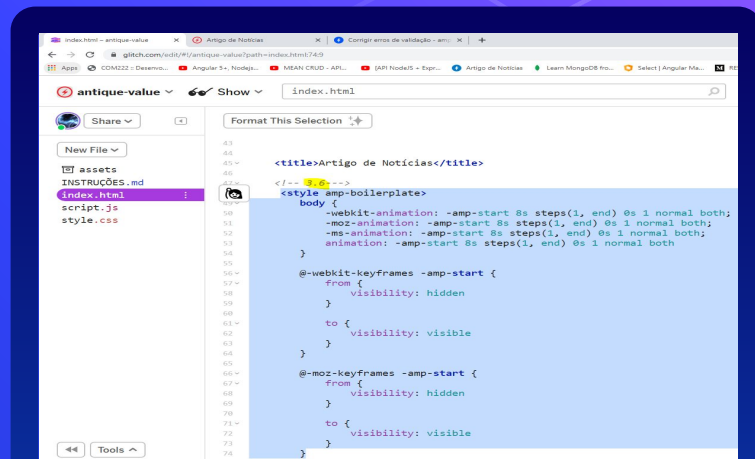 index.html – antique-value
Artigo de Notícias
Corrigir erros de validação - amp
glitch.com/edit/#!/antique-value?path=index.html:74:9
Apps COM222 :: Desenvo... Angular 5+, Nodejs... MEAN CRUD - API... (API NodeJS + Expr... Artigo de Notícias Learn MongoDB fro... Select | Angular Ma... M RE
antique-value Show index.html
Share
Format This Selection
New File
assets
INSTRUÇÕES.md
index.html
script.js
style.css
43
44
45 <title>Artigo de Notícias</title>
46
47 <!-- 3.6--->
<style amp-boilerplate>
49 body {
50 -webkit-animation: -amp-start 8s steps(1, end) 0s 1 normal both;
51 -moz-animation: -amp-start 8s steps(1, end) 0s 1 normal both;
52 -ms-animation: -amp-start 8s steps(1, end) 0s 1 normal both;
53 animation: -amp-start 8s steps(1, end) 0s 1 normal both
54 }
55
56 @-webkit-keyframes -amp-start {
57 from {
58 visibility: hidden
59 }
60
61 to {
62 visibility: visible
63 }
64 }
65
66 @-moz-keyframes -amp-start {
67 from {
68 visibility: hidden
69 }
70
71 to {
72 visibility: visible
73 }
74 }
Tools